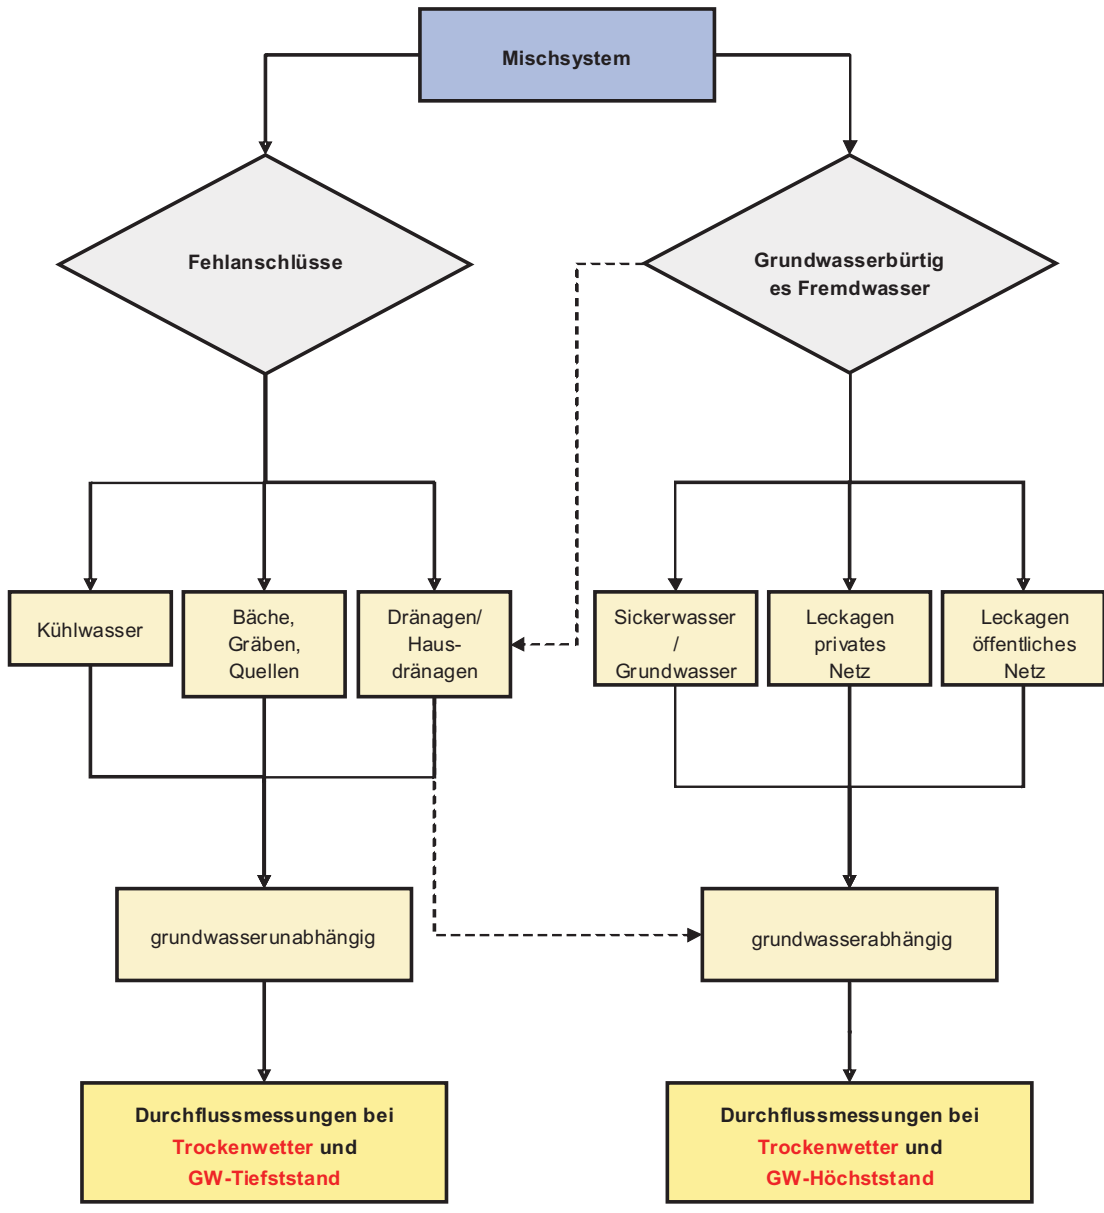 Mischsystem
Fehlanschlüsse
Grundwasserbürtig
es Fremdwasser
Kühlwasser
Bäche,
Gräben,
Quellen
Dränagen/
Haus-
dränagen
Sickerwasser
/
Grundwasser
Leckagen
privates
Netz
Leckagen
öffentliches
Netz
grundwasserunabhängig
grundwasserabhängig
Durchflussmessungen bei
Trockenwetter und
GW-Tiefststand
Durchflussmessungen bei
Trockenwetter und
GW-Höchststand